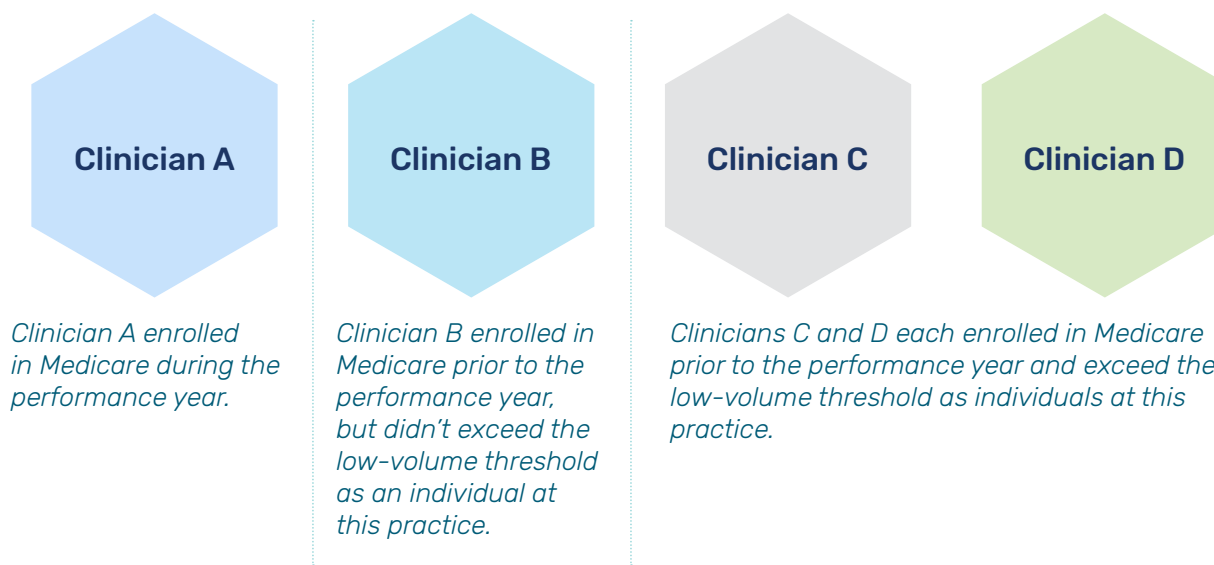 Clinician A
Clinician B
Clinician C
Clinician D
Clinician A enrolled
in Medicare during the
performance year.
Clinician B enrolled in
Medicare prior to the
performance year,
but didn’t exceed the
low-volume threshold
as an individual at
this practice.
Clinicians C and D each enrolled in Medicare
prior to the performance year and exceed the
low-volume threshold as individuals at this
practice.